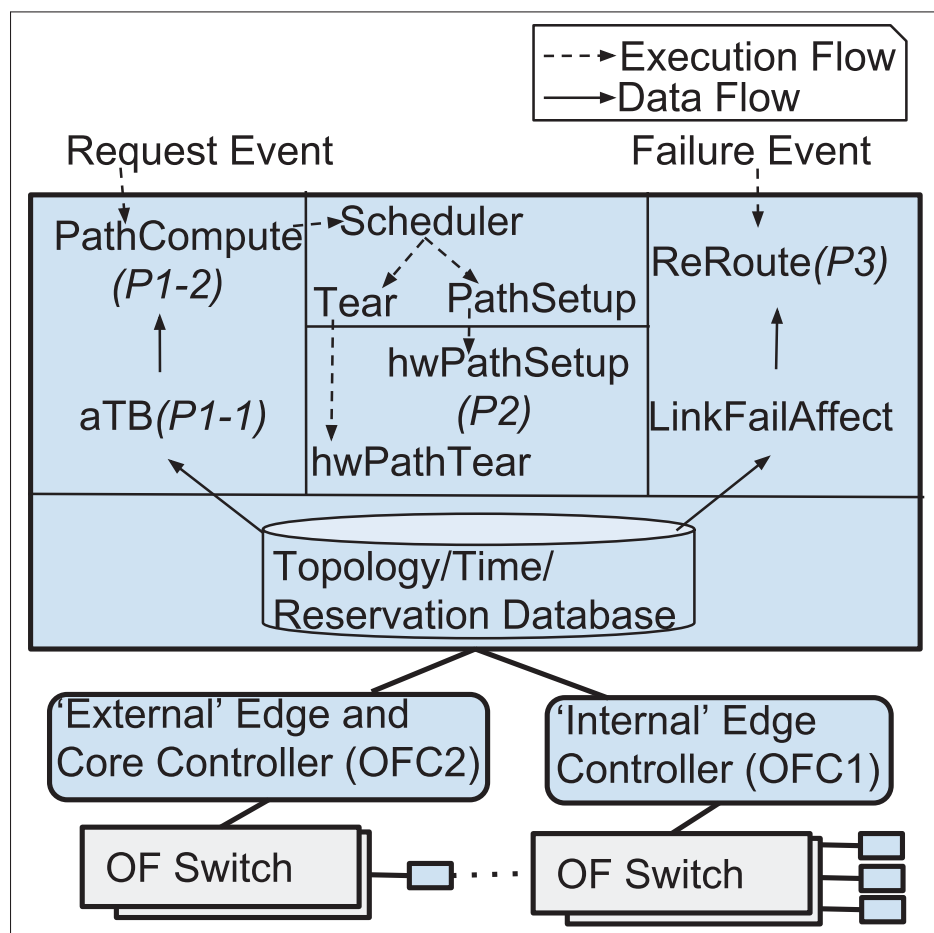 Execution Flow
Data Flow
Request Event
Failure Event
PathCompute
(P1-2)
aTB(P1-1)
Scheduler
Tear
PathSetup
hwPathSetup
(P2)
hwPathTear
ReRoute(P3)
LinkFailAffect
Topology/Time/
Reservation Database
‘External’ Edge and
Core Controller (OFC2)
‘Internal’ Edge
Controller (OFC1)
OF Switch
OF Switch